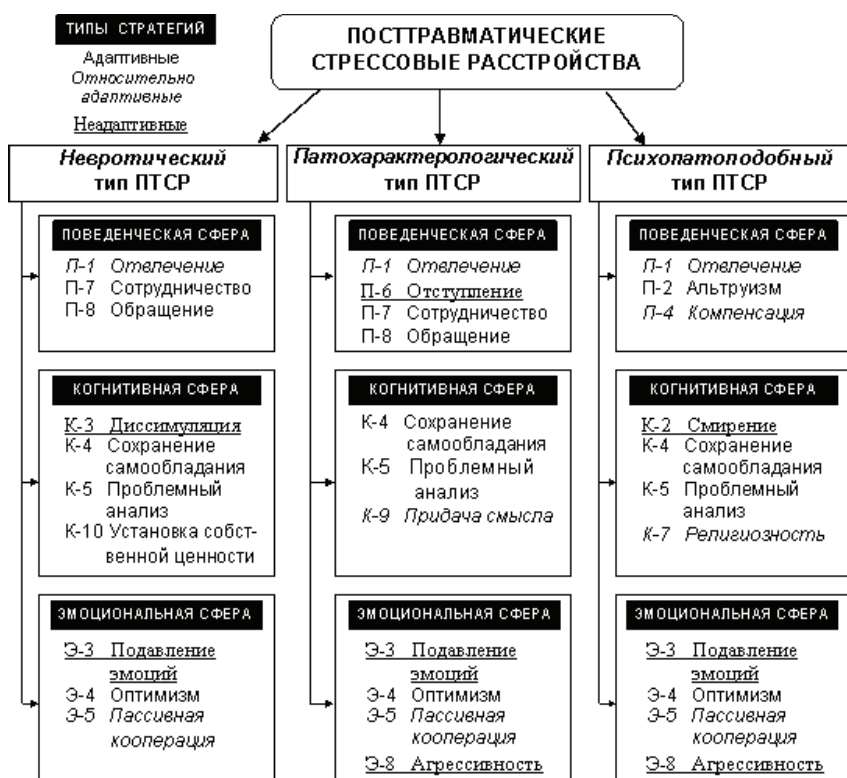 ТИПЫ СТРАТЕГИЙ
Адаптивные
Относительно
адаптивные
Неадаптивные
ПОСТТРАВМАТИЧЕСКИЕ
СТРЕССОВЫЕ РАССТРОЙСТВА
Невротический
тип ПТСР
Патохарактерологический
тип ПТСР
Психопатоподобный
тип ПТСР
ПОВЕДЕНЧЕСКАЯ СФЕРА
П-1 Отвлечение
П-7 Сотрудничество
П-8 Обращение
КОГНИТИВНАЯ СФЕРА
К-3 Диссимуляция
К-4 Сохранение
самообладания
К-5 Проблемный
анализ
К-10 Установка собст-
венной ценности
ЭМОЦИОНАЛЬНАЯ СФЕРА
Э-3 Подавление
эмоций
Э-4 Оптимизм
Э-5 Пассивная
кооперация
ПОВЕДЕНЧЕСКАЯ СФЕРА
П-1 Отвлечение
П-6 Отступление
П-7 Сотрудничество
П-8 Обращение
КОГНИТИВНАЯ СФЕРА
К-4 Сохранение
самообладания
К-5 Проблемный
анализ
К-9 Придача смысла
ЭМОЦИОНАЛЬНАЯ СФЕРА
Э-3 Подавление
эмоций
Э-4 Оптимизм
Э-5 Пассивная
кооперация
Э-8 Агрессивность
ПОВЕДЕНЧЕСКАЯ СФЕРА
П-1 Отвлечение
П-2 Альтруизм
П-4 Компенсация
КОГНИТИВНАЯ СФЕРА
К-2 Смирение
К-4 Сохранение
самообладания
К-5 Проблемный
анализ
К-7 Религиозность
ЭМОЦИОНАЛЬНАЯ СФЕРА
Э-3 Подавление
эмоций
Э-4 Оптимизм
Э-5 Пассивная
кооперация
Э-8 Агрессивность